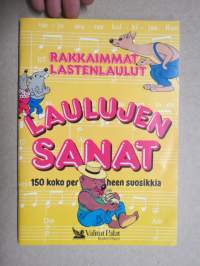 RAKKAIMMAT
LASTENLAULUT
LAULUJEN
SANAT
150 koko per heen suosikkia
Valitut Palat